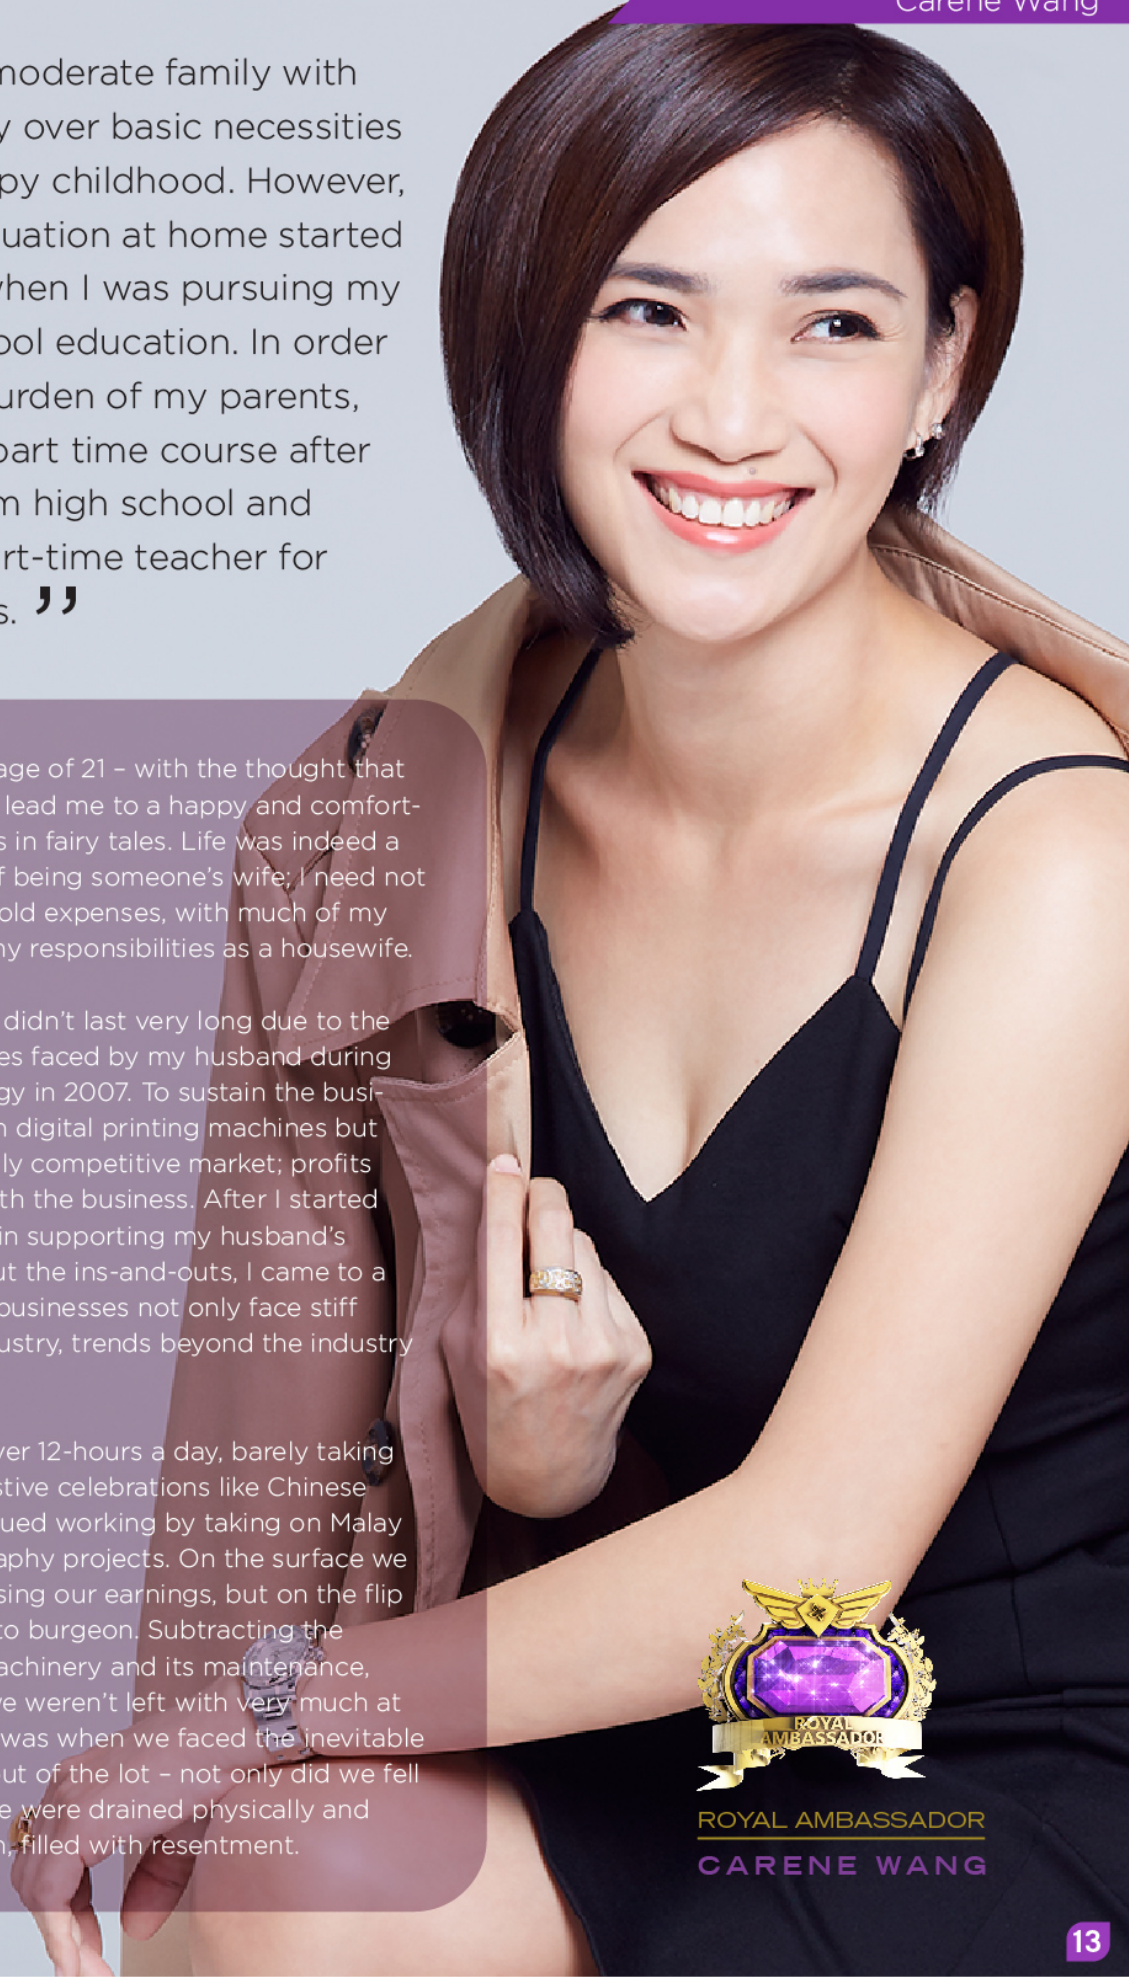 Carene Wang
moderate family with
y over basic necessities
py childhood. However,
uation at home started
when I was pursuing my
ool education. In order
urden of my parents,
part time course after
m high school and
rt-time teacher for
s. ”
age of 21 – with the thought that
lead me to a happy and comfort-
s in fairy tales. Life was indeed a
f being someone's wife; I need not
old expenses, with much of my
ny responsibilities as a housewife.
didn't last very long due to the
es faced by my husband during
gy in 2007. To sustain the busi-
n digital printing machines but
ly competitive market; profits
th the business. After I started
in supporting my husband's
ut the ins-and-outs, I came to a
businesses not only face stiff
ustry, trends beyond the industry
ver 12-hours a day, barely taking
stive celebrations like Chinese
ued working by taking on Malay
aphy projects. On the surface we
sing our earnings, but on the flip
to burgeon. Subtracting the
achinery and its maintenance,
ve weren't left with very much at
was when we faced the inevitable
ut of the lot – not only did we fell
e were drained physically and
n, filled with resentment.
ROYAL
AMBASSADOR
ROYAL AMBASSADOR
CARENE WANG
13